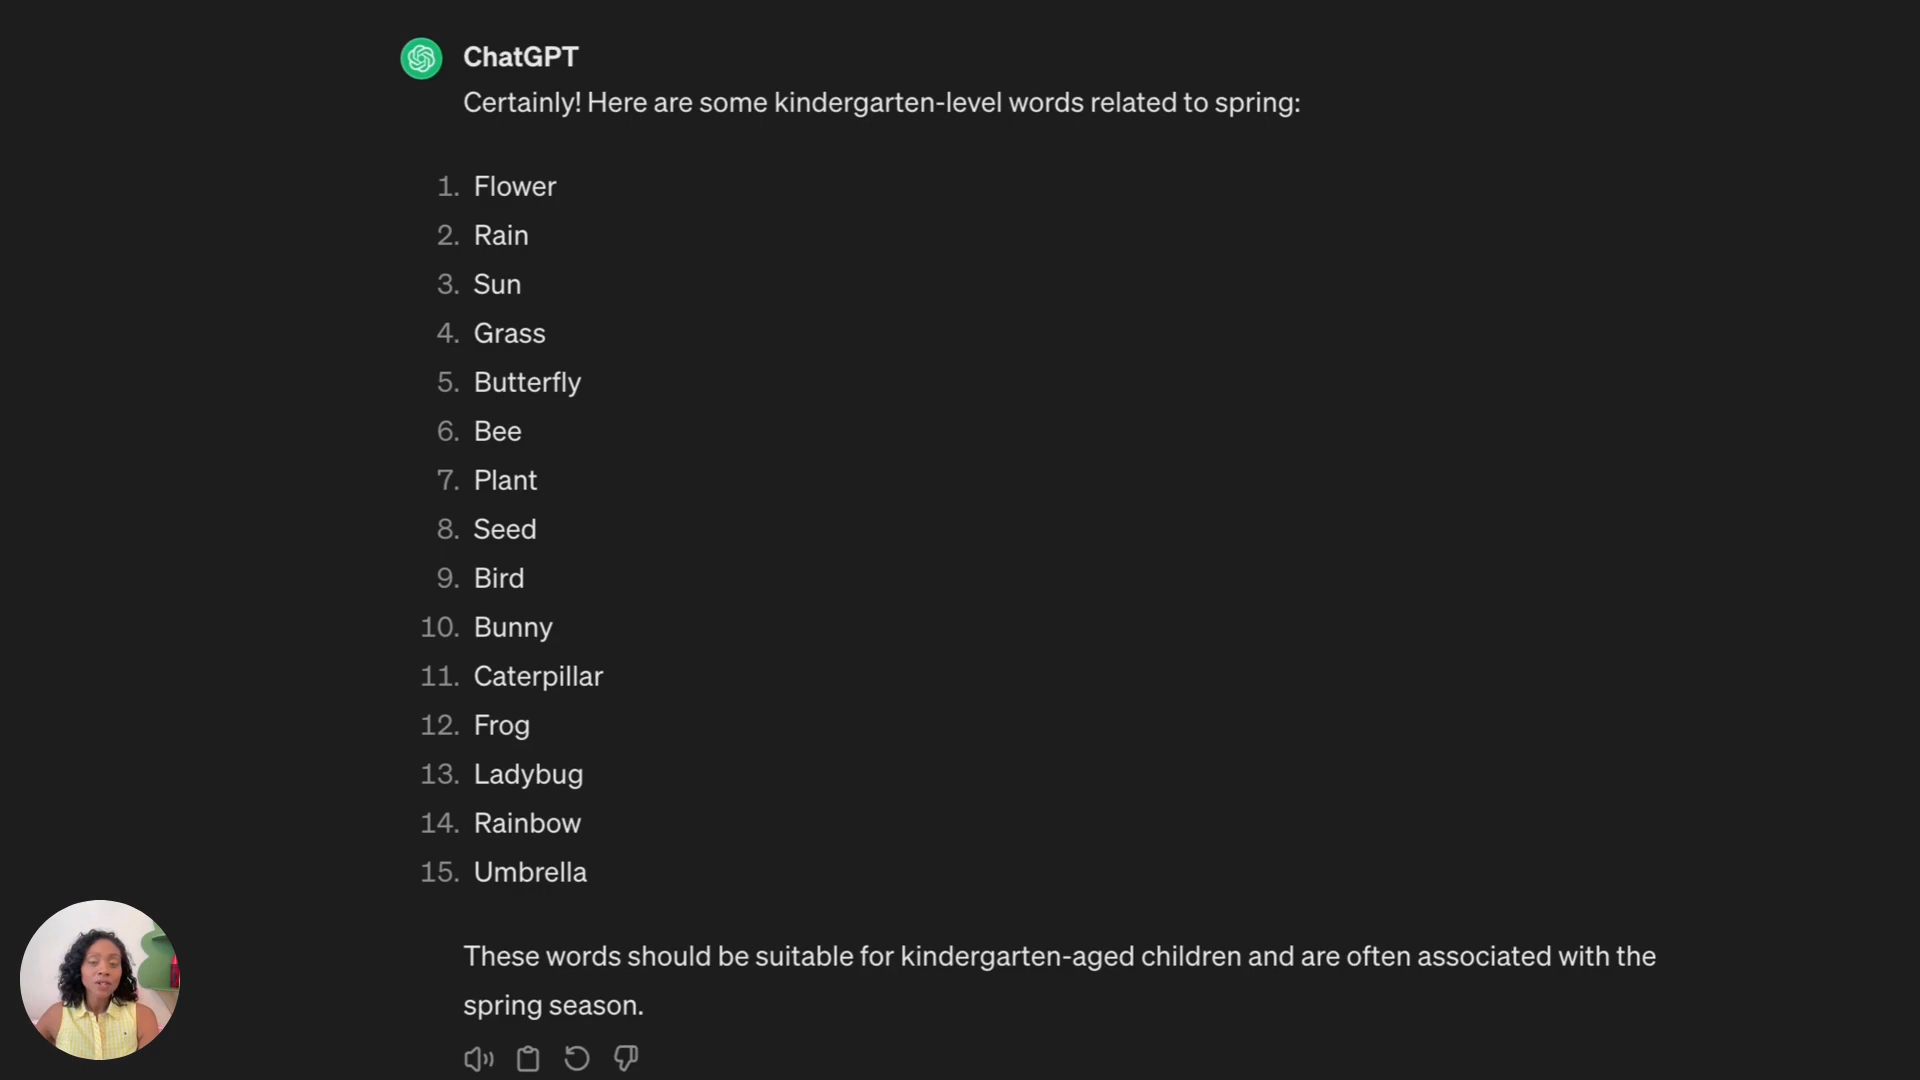 ChatGPT
Certainly! Here are some kindergarten-level words related to spring:
1. Flower
2. Rain
3. Sun
4. Grass
5. Butterfly
6. Bee
7. Plant
8. Seed
9. Bird
10. Bunny
11. Caterpillar
12. Frog
13. Ladybug
14. Rainbow
15. Umbrella
These words should be suitable for kindergarten-aged children and are often associated with the
spring season.